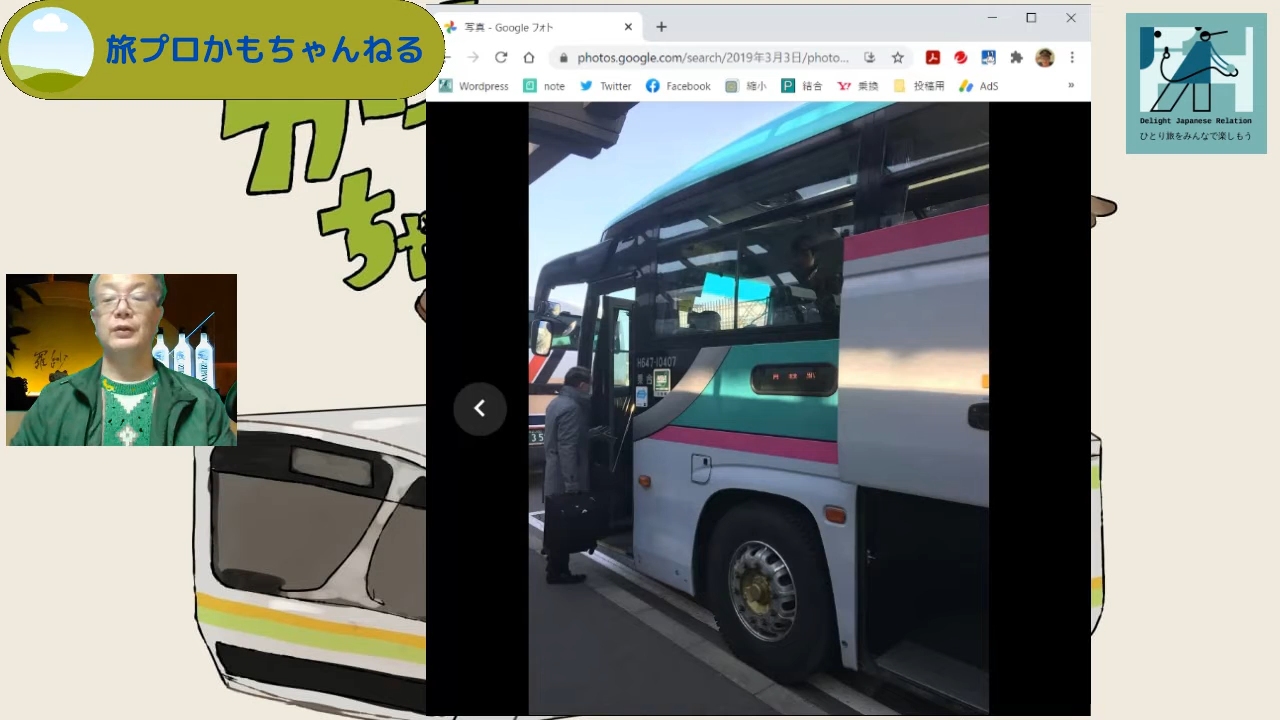 旅プロかもちゃんねる
写真 - Google フォト
photos.google.com/search/2019年3月3日/photo...
Wordpress
note
Twitter
Facebook
縮小
結合
乗換
投稿用
AdS
»
Delight Japanese Relation
ひとり旅をみんなで楽しもう
ちゃ
H647-10407
35